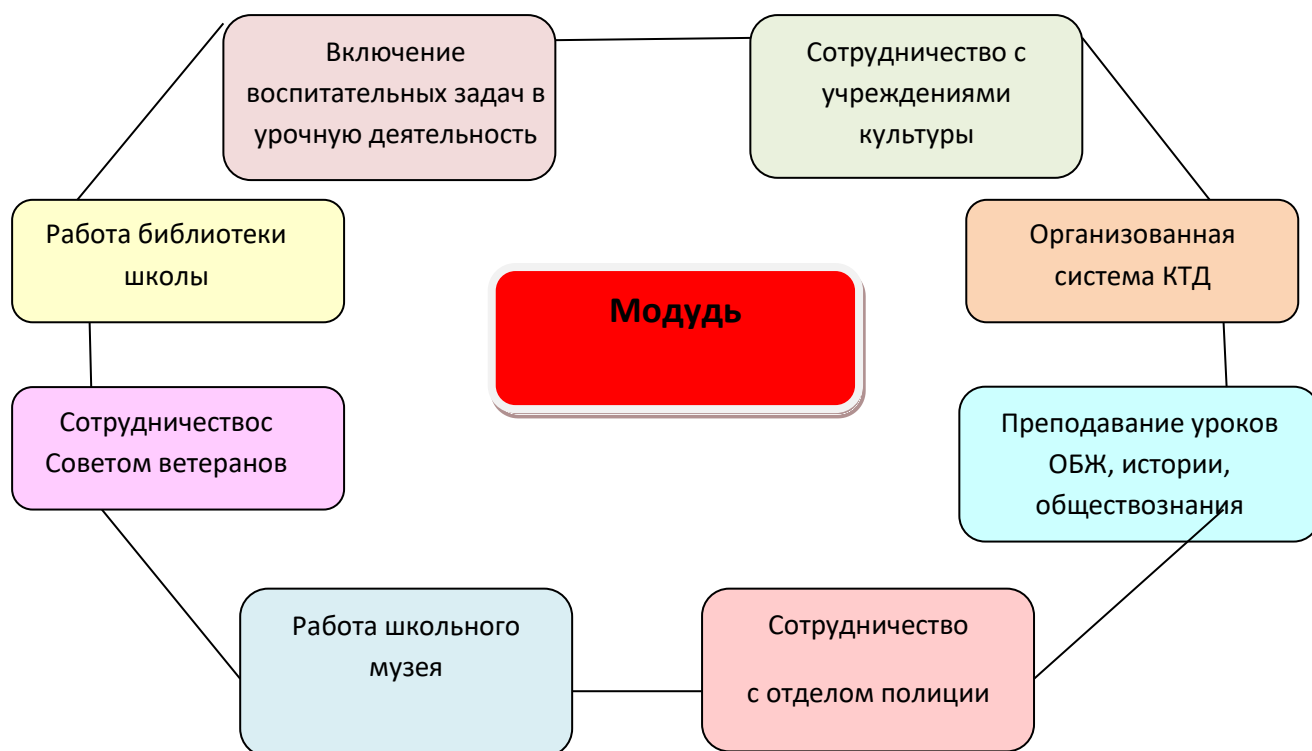 Включение
воспитательных задач в
урочную деятельность
Сотрудничество с
учреждениями
культуры
Работа библиотеки
школы
Организованная
система КТД
Модудь
Сотрудничествос
Советом ветеранов
Преподавание уроков
ОБЖ, истории,
обществознания
Работа школьного
музея
Сотрудничество
с отделом полиции